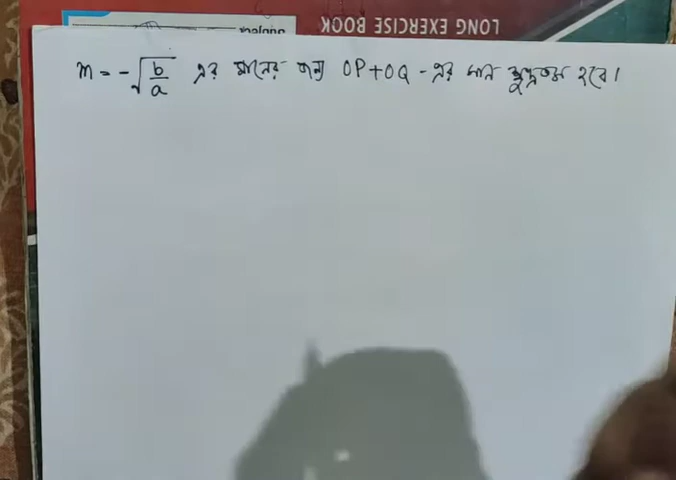 LONG EXERCISE BOOK
m = -√(b/a) এর মানের জন্য OP+OQ -এর মান ক্ষুদ্রতম হবে।